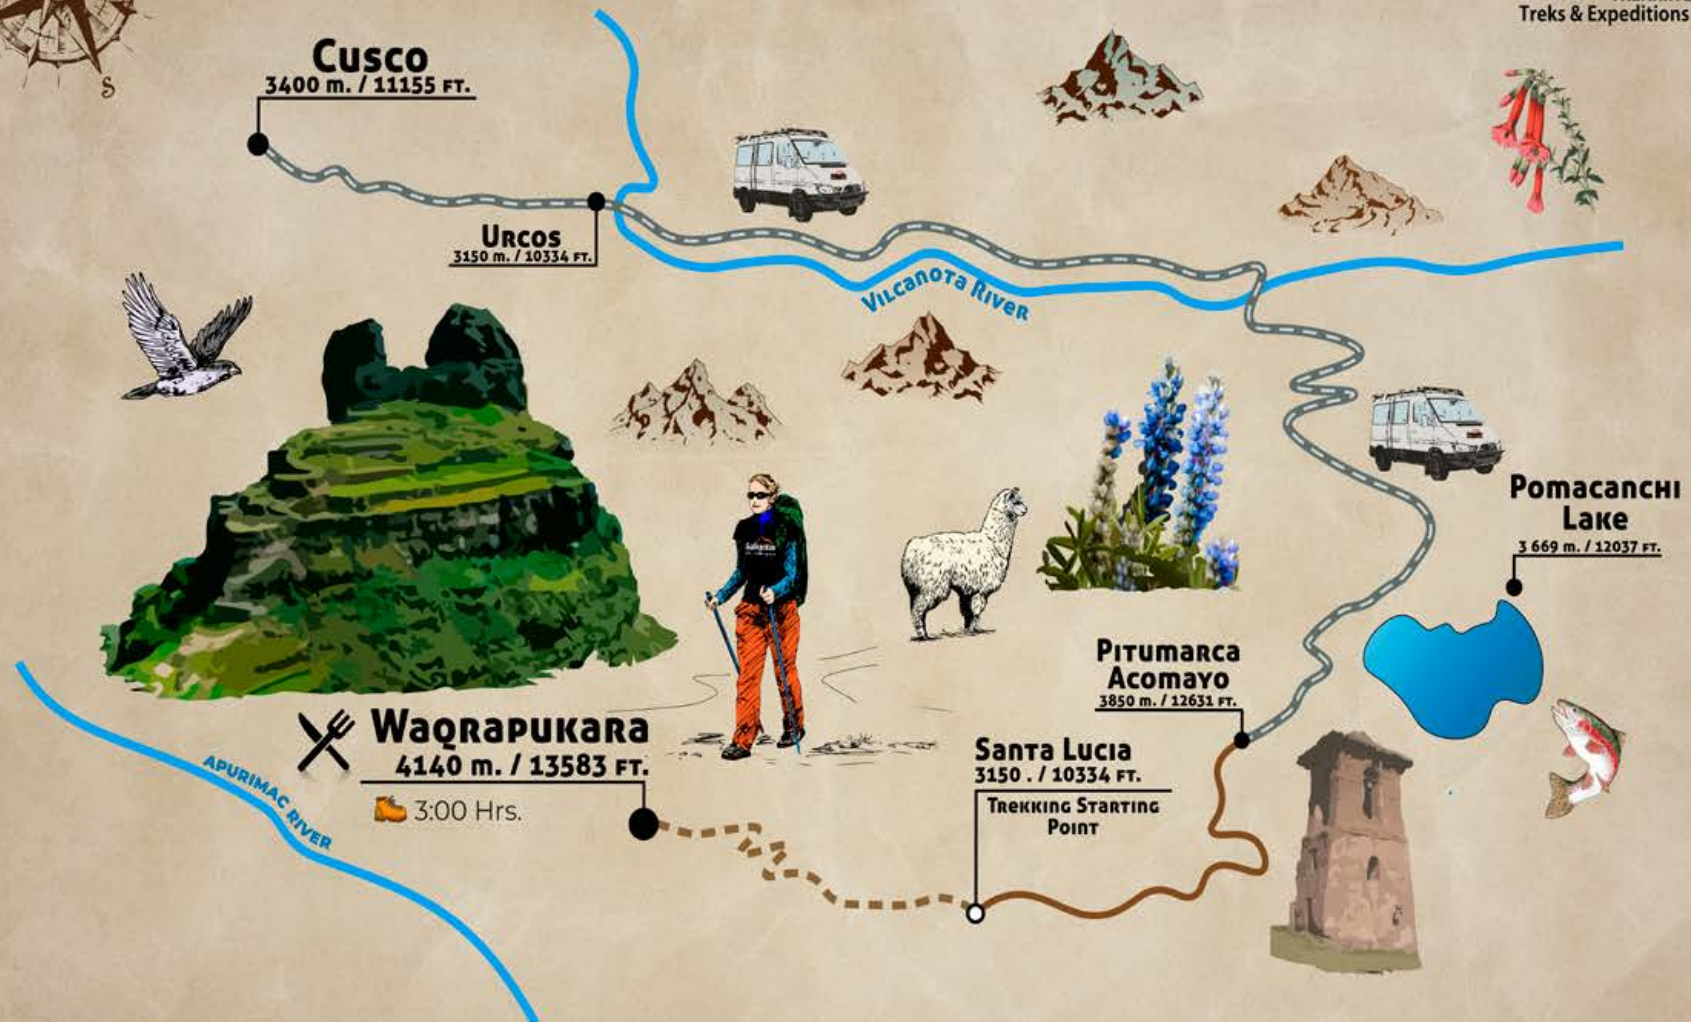 S
Treks & Expeditions
Cusco
3400 m. / 11155 FT.
Urcos
3150 m. / 10334 FT.
Vilcanota River
Pomacanchi
Lake
3 669 m. / 12037 FT.
Pitumarca
Acomayo
3850 m. / 12631 FT.
Waqrapukara
4140 m. / 13583 FT.
3:00 Hrs.
Santa Lucia
3150 . / 10334 FT.
Trekking Starting
Point
APURIMAC RIVER